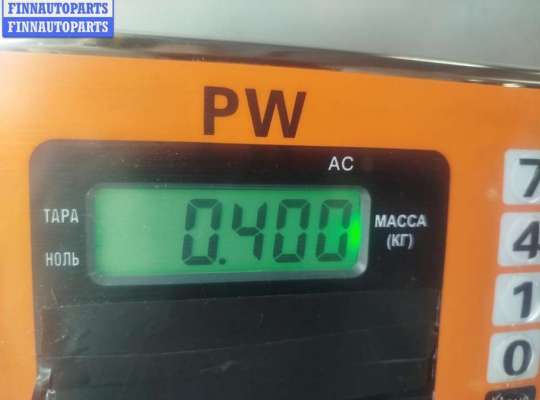 FINNAUTOPARTS
FINNAUTOPARTS
PW
AC
ТАРА
НОЛЬ
0.400
МАССА
(КГ)
7
4
1
0